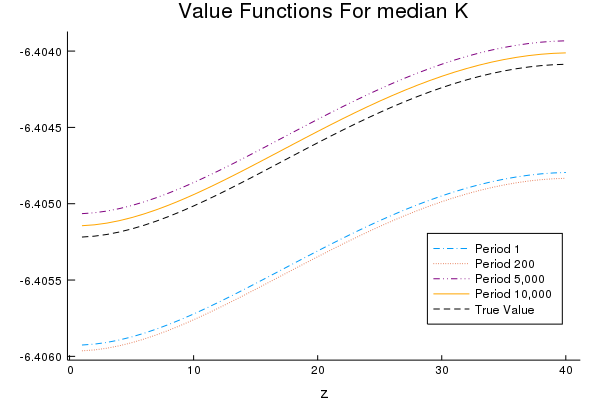 Value Functions For median K
-6.4040
-6.4045
-6.4050
-6.4055
-6.4060
0 10 20 30 40
z
Period 1
Period 200
Period 5,000
Period 10,000
True Value